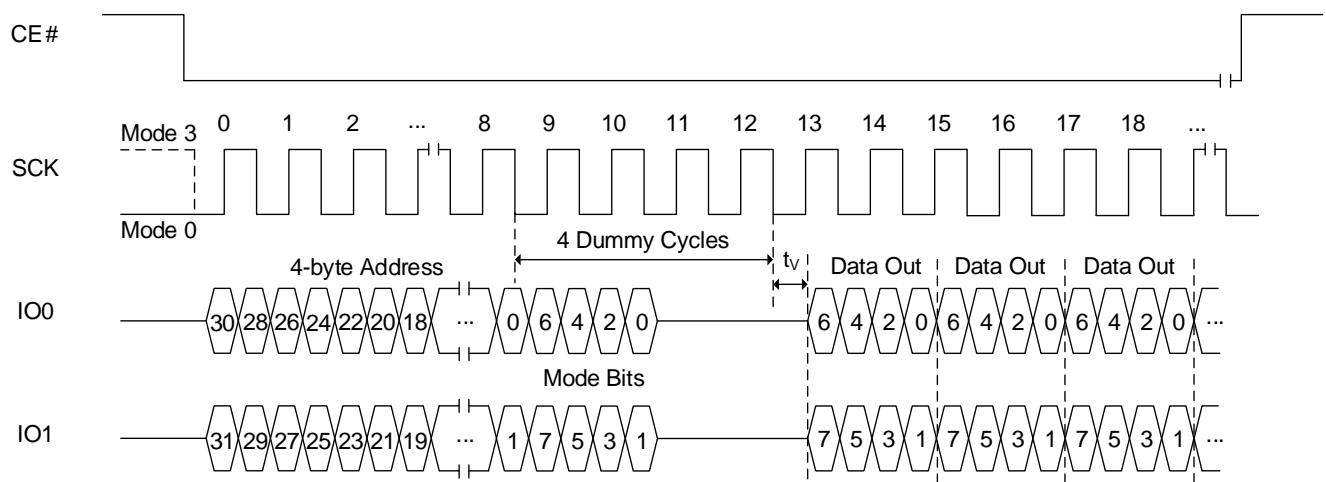 CE#
0 1 2 ... 8 9 10 11 12 13 14 15 16 17 18 ...
Mode 3
SCK
Mode 0
4 Dummy Cycles
4-byte Address tV Data Out Data Out Data Out
IO0 30 28 26 24 22 20 18 ... 0 6 4 2 0 6 4 2 0 6 4 2 0 6 4 2 0 ...
Mode Bits
IO1 31 29 27 25 23 21 19 ... 1 7 5 3 1 7 5 3 1 7 5 3 1 7 5 3 1 ...